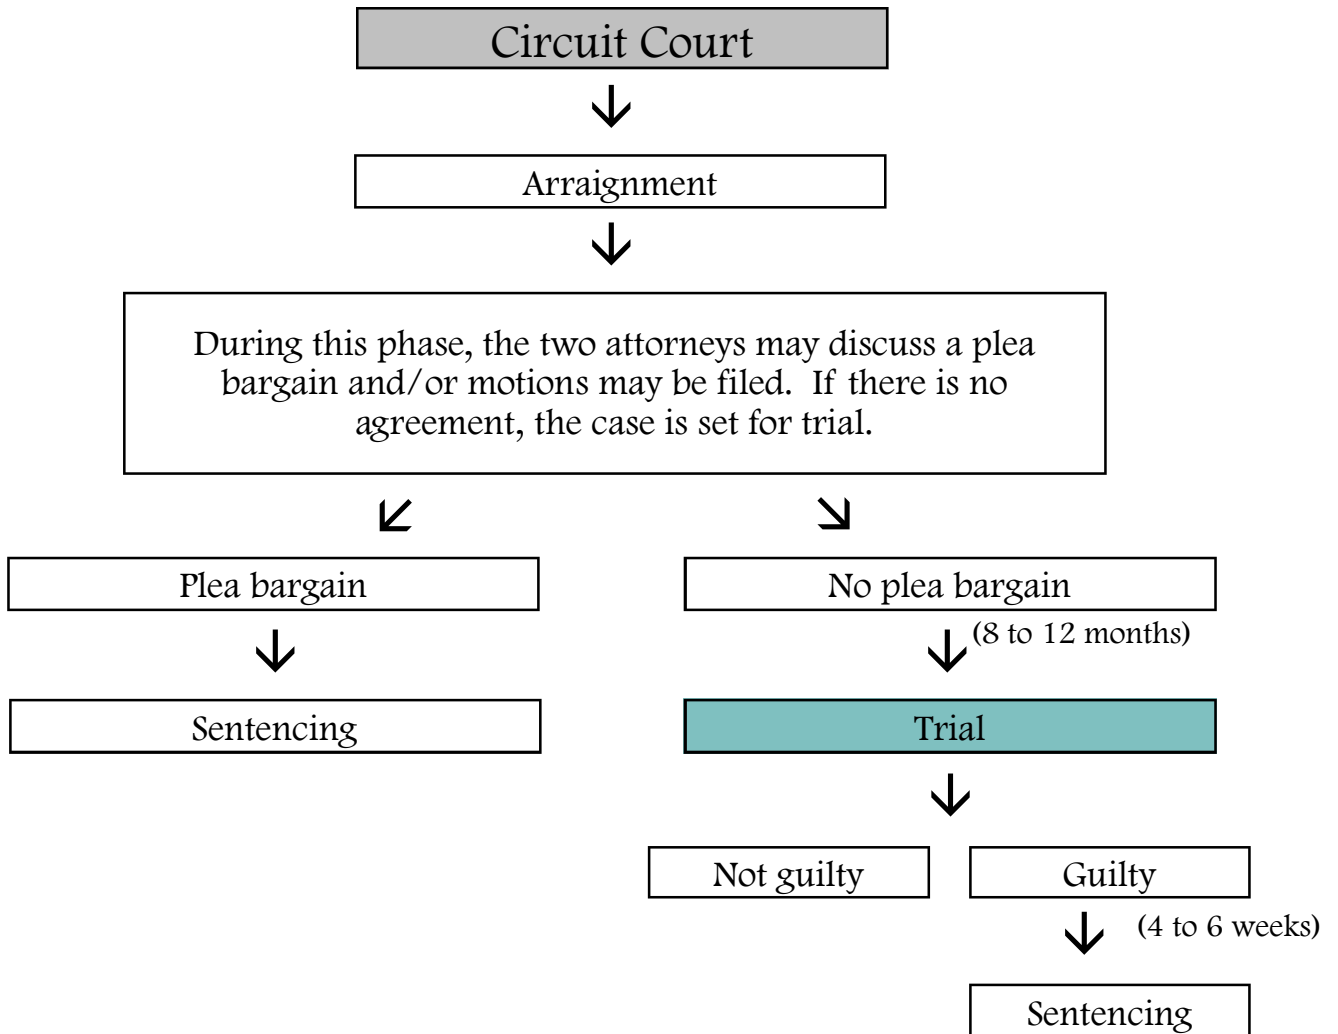 Circuit Court
Arraignment
During this phase, the two attorneys may discuss a plea
bargain and/or motions may be filed.  If there is no
agreement, the case is set for trial.
Plea bargain
No plea bargain
(8 to 12 months)
Sentencing
Trial
Not guilty
Guilty
(4 to 6 weeks)
Sentencing